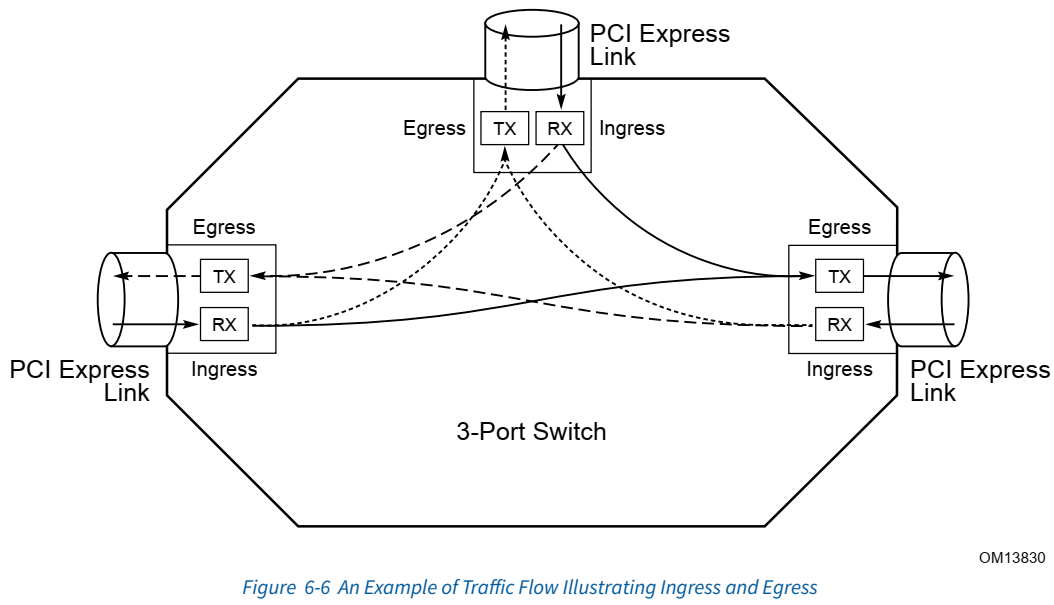 PCI Express
Link
Egress
TX
RX
Ingress
Egress
TX
RX
Ingress
PCI Express
Link
Egress
TX
RX
Ingress
PCI Express
Link
3-Port Switch
OM13830
Figure 6-6 An Example of Traffic Flow Illustrating Ingress and Egress